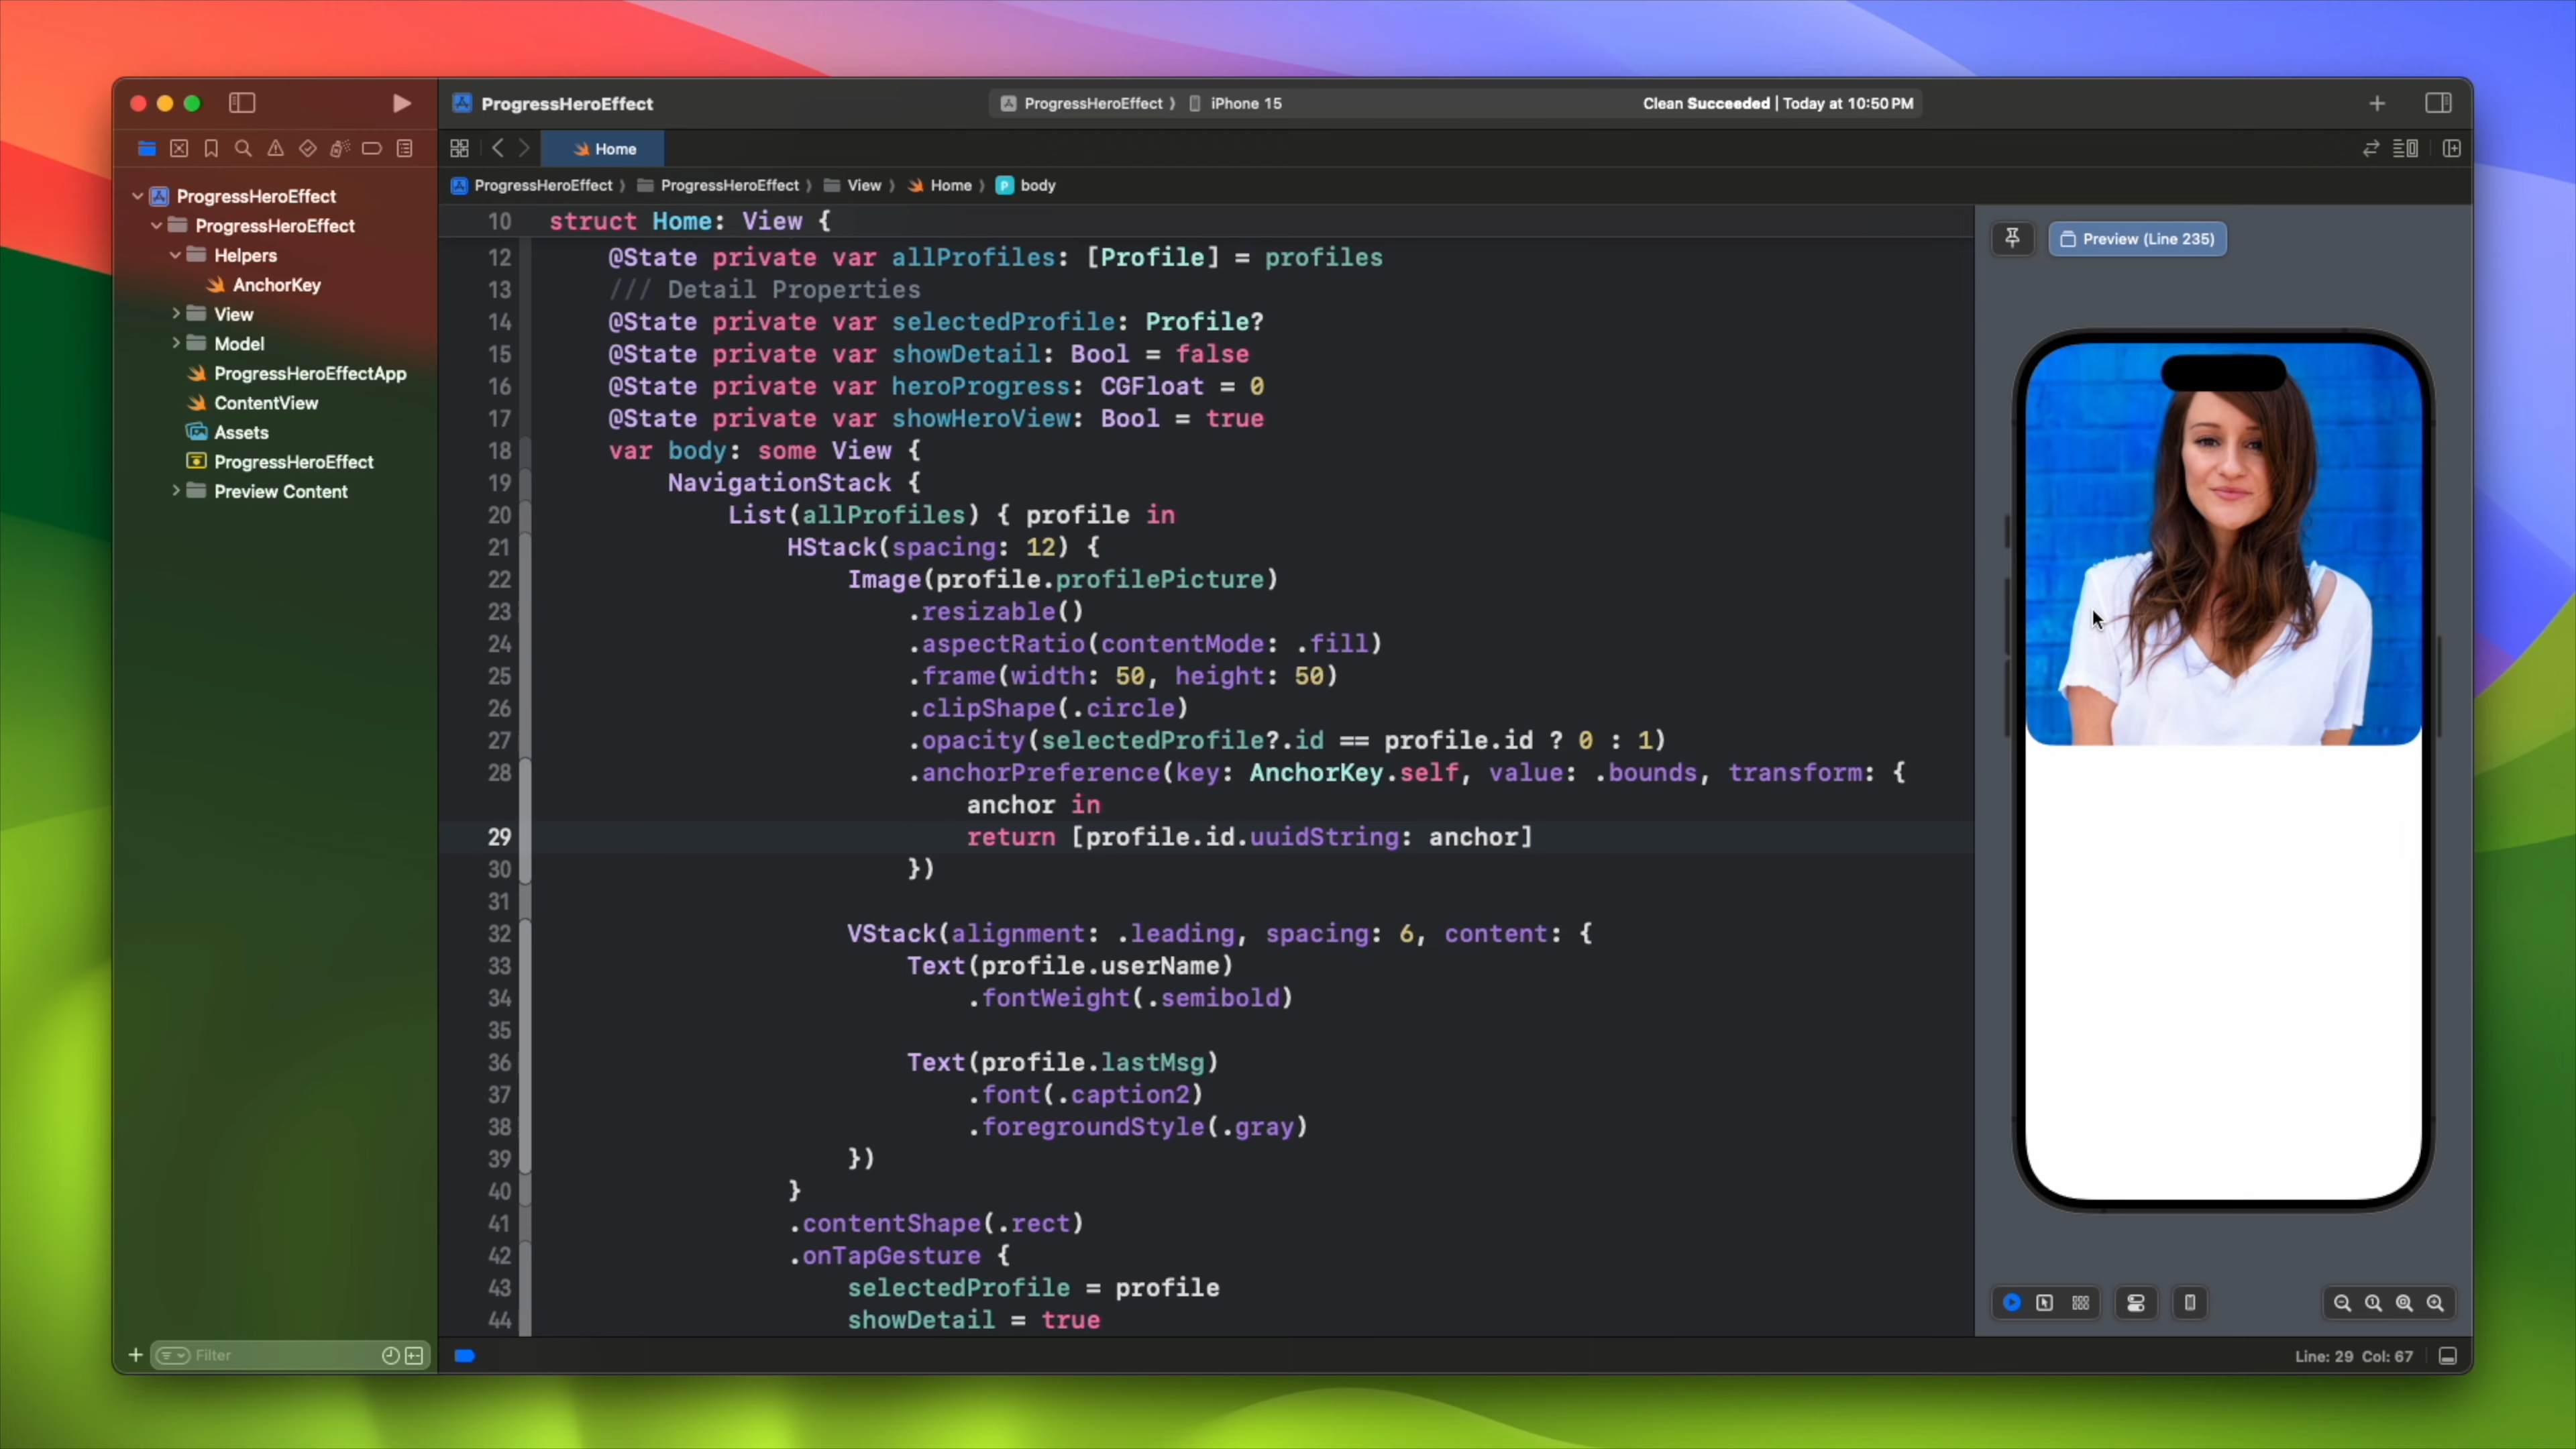 ProgressHeroEffect
ProgressHeroEffect ⟩ iPhone 15
Clean Succeeded | Today at 10:50 PM
Home
ProgressHeroEffect ⟩ ProgressHeroEffect ⟩ View ⟩ Home ⟩ P body
ProgressHeroEffect
ProgressHeroEffect
Helpers
AnchorKey
View
Model
ProgressHeroEffectApp
ContentView
Assets
ProgressHeroEffect
Preview Content
Filter
10 struct Home: View {
12 @State private var allProfiles: [Profile] = profiles
13 /// Detail Properties
14 @State private var selectedProfile: Profile?
15 @State private var showDetail: Bool = false
16 @State private var heroProgress: CGFloat = 0
17 @State private var showHeroView: Bool = true
18 var body: some View {
19 NavigationStack {
20 List(allProfiles) { profile in
21 HStack(spacing: 12) {
22 Image(profile.profilePicture)
23 .resizable()
24 .aspectRatio(contentMode: .fill)
25 .frame(width: 50, height: 50)
26 .clipShape(.circle)
27 .opacity(selectedProfile?.id == profile.id ? 0 : 1)
28 .anchorPreference(key: AnchorKey.self, value: .bounds, transform: {
anchor in
29 return [profile.id.uuidString: anchor]
30 })
31
32 VStack(alignment: .leading, spacing: 6, content: {
33 Text(profile.userName)
34 .fontWeight(.semibold)
35
36 Text(profile.lastMsg)
37 .font(.caption2)
38 .foregroundStyle(.gray)
39 })
40 }
41 .contentShape(.rect)
42 .onTapGesture {
43 selectedProfile = profile
44 showDetail = true
Preview (Line 235)
Line: 29 Col: 67